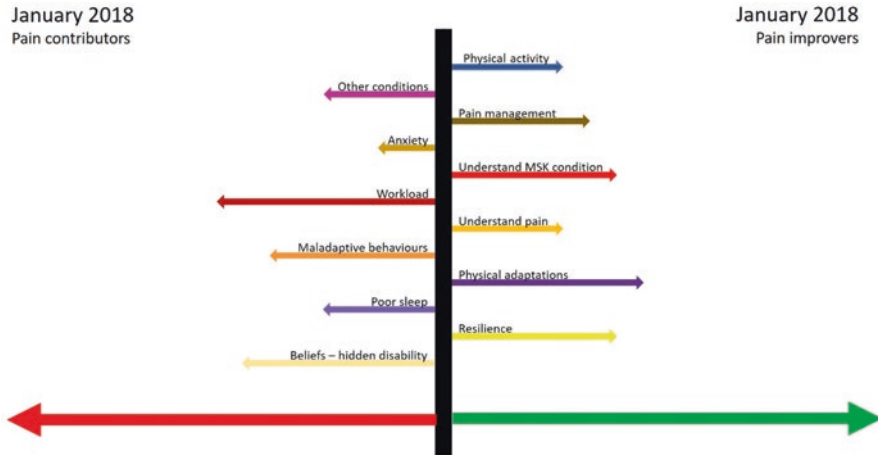 January 2018
Pain contributors
January 2018
Pain improvers
Physical activity
Other conditions
Pain management
Anxiety
Understand MSK condition
Workload
Understand pain
Maladaptive behaviours
Physical adaptations
Poor sleep
Resilience
Beliefs – hidden disability